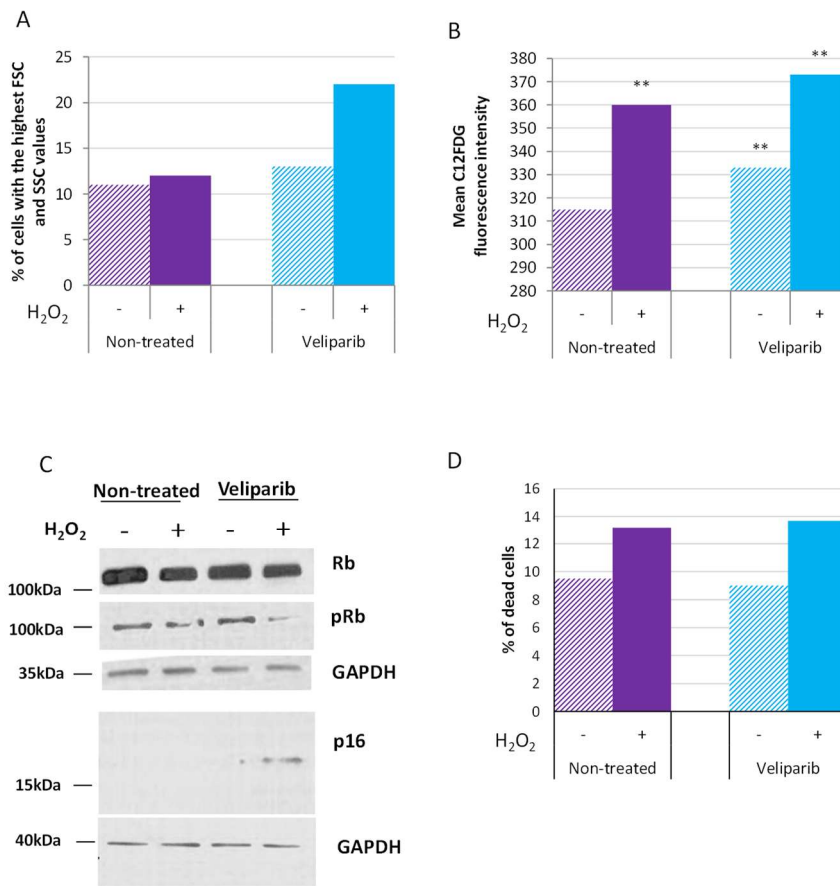 A
% of cells with the highest FSC
and SSC values
25
20
15
10
5
0
H2O2
- + - +
Non-treated Veliparib
B
Mean C12FDG
fluorescence intensity
380
370
360
350
340
330
320
310
300
290
280
** ** **
H2O2
- + - +
Non-treated Veliparib
C
Non-treated Veliparib
H2O2 - + - +
Rb
100kDa
pRb
100kDa
GAPDH
35kDa
p16
15kDa
40kDa
GAPDH
D
% of dead cells
16
14
12
10
8
6
4
2
0
H2O2
- + - +
Non-treated Veliparib